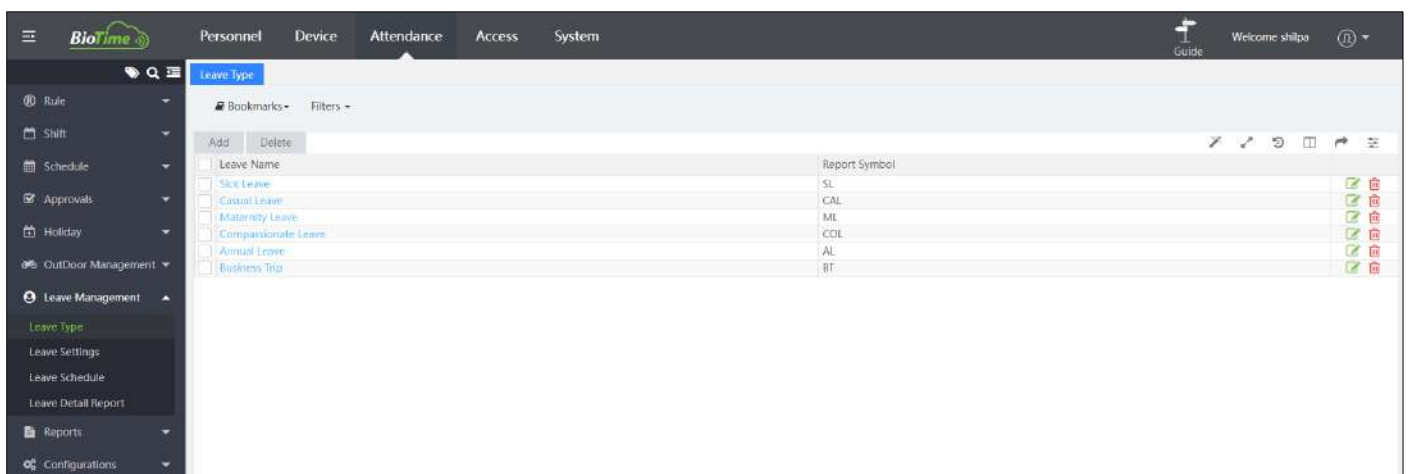 BioTime
Personnel Device Attendance Access System
Guide
Welcome shilpa
Leave Type
Rule
Bookmarks Filters
Shift
Add Delete
Schedule
Leave Name Report Symbol
Sick Leave SL
Approvals
Casual Leave CAL
Maternity Leave ML
Holiday
Compassionate Leave COL
Annual Leave AL
OutDoor Management
Business Trip BT
Leave Management
Leave Type
Leave Settings
Leave Schedule
Leave Detail Report
Reports
Configurations